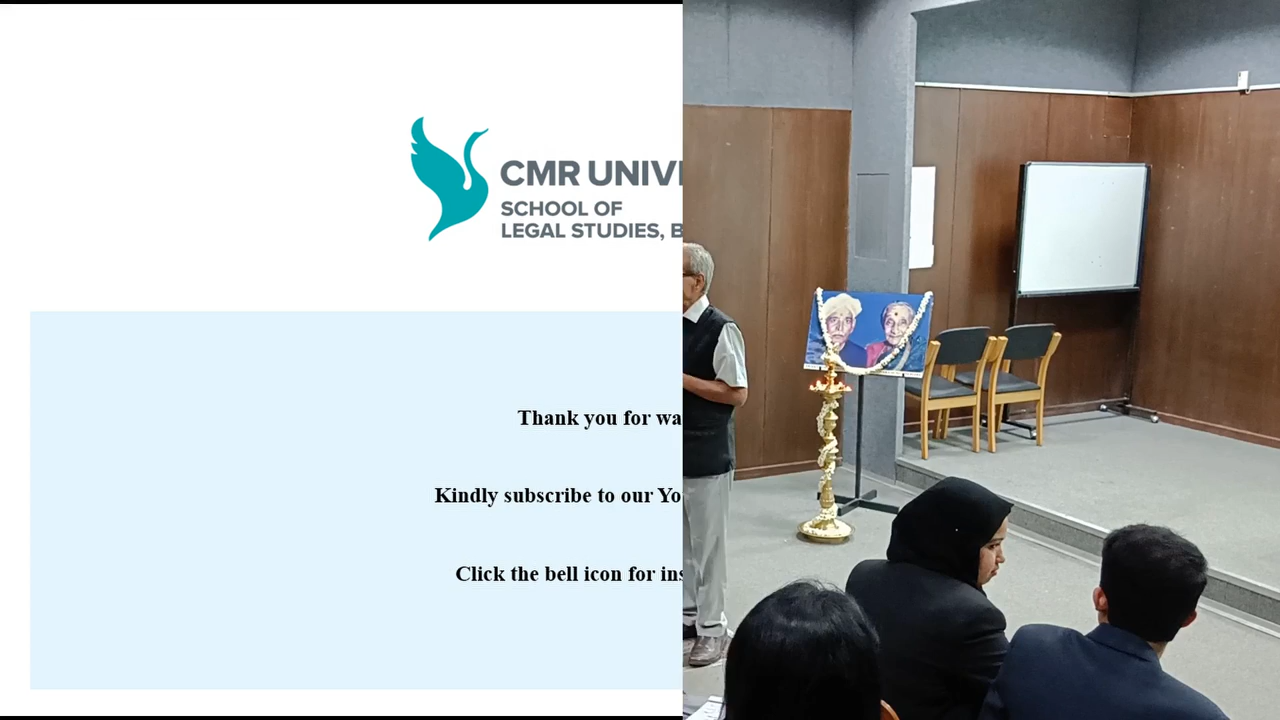 CMR UNIV
SCHOOL OF
LEGAL STUDIES, B
Thank you for wa
Kindly subscribe to our Yo
Click the bell icon for ins